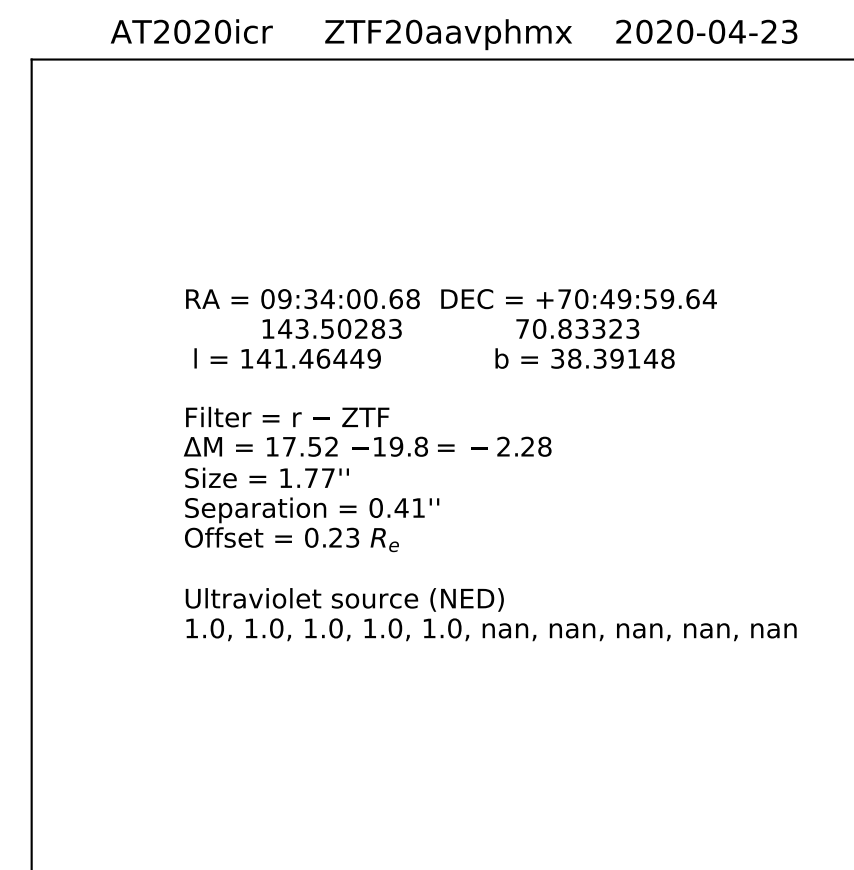 AT2020icr ZTF20aavphmx 2020-04-23
RA = 09:34:00.68 DEC = +70:49:59.64
143.50283 70.83323
l = 141.46449 b = 38.39148
Filter = r − ZTF
ΔM = 17.52 −19.8 = −2.28
Size = 1.77''
Separation = 0.41''
Offset = 0.23 Re
Ultraviolet source (NED)
1.0, 1.0, 1.0, 1.0, 1.0, nan, nan, nan, nan, nan